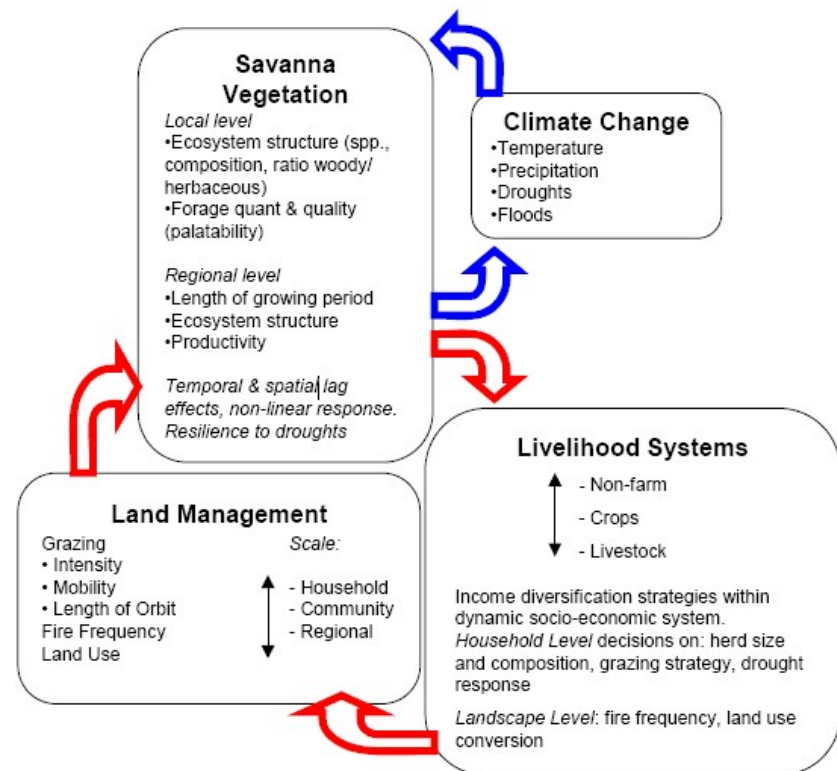 Savanna
Vegetation
Local level
•Ecosystem structure (spp.,
composition, ratio woody/
herbaceous)
•Forage quant & quality
(palatability)
Regional level
•Length of growing period
•Ecosystem structure
•Productivity
Temporal & spatial lag
effects, non-linear response.
Resilience to droughts
Climate Change
•Temperature
•Precipitation
•Droughts
•Floods
Land Management
Grazing
• Intensity
• Mobility
• Length of Orbit
Fire Frequency
Land Use
Scale:
- Household
- Community
- Regional
Livelihood Systems
- Non-farm
- Crops
- Livestock
Income diversification strategies within
dynamic socio-economic system.
Household Level decisions on: herd size
and composition, grazing strategy, drought
response
Landscape Level: fire frequency, land use
conversion